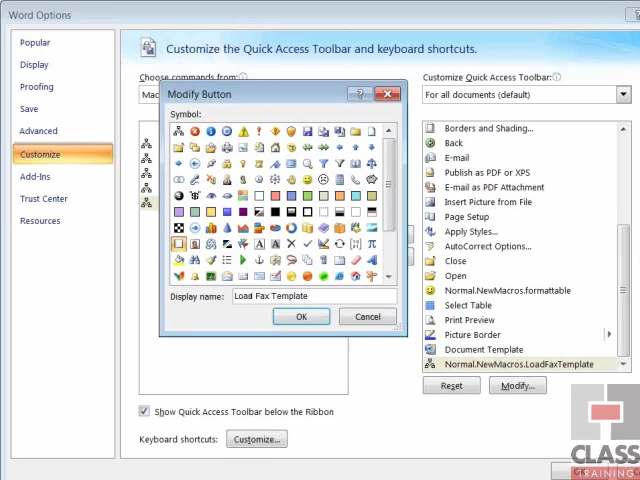 Word Options
Popular
Display
Proofing
Save
Advanced
Customize
Add-Ins
Trust Center
Resources
Customize the Quick Access Toolbar and keyboard shortcuts.
Choose commands from:
Mac
Customize Quick Access Toolbar:
For all documents (default)
Modify Button
Symbol:
Display name:
Load Fax Template
OK
Cancel
Borders and Shading...
Back
E-mail
Publish as PDF or XPS
E-mail as PDF Attachment
Insert Picture from File
Page Setup
Apply Styles...
AutoCorrect Options...
Close
Open
Normal.NewMacros.formattable
Select Table
Print Preview
Picture Border
Document Template
Normal.NewMacros.LoadFaxTemplate
Reset
Modify...
Show Quick Access Toolbar below the Ribbon
Keyboard shortcuts:
Customize...
CLASS
TRAINING